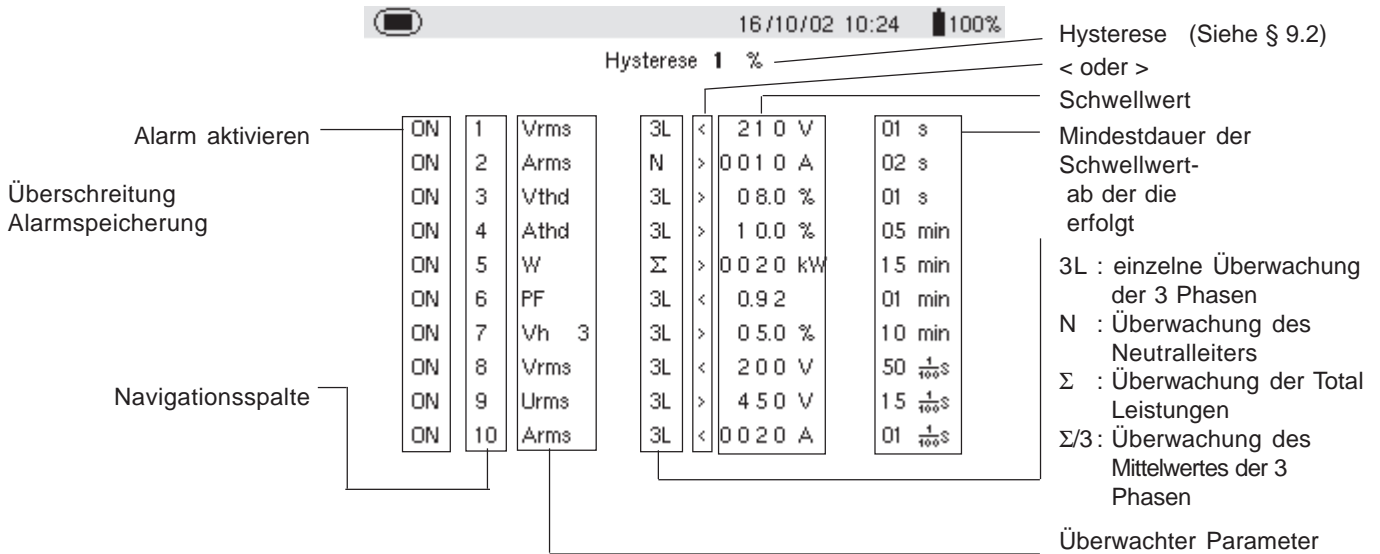 16/10/02 10:24 100%
Hysterese 1 %
Hysterese (Siehe § 9.2)
< oder >
Schwellwert
Mindestdauer der
Schwellwert-
ab der die
erfolgt
Alarm aktivieren
Überschreitung
Alarmspeicherung
Navigationsspalte
ON 1 Vrms 3L < 210 V 01 s
ON 2 Arms N > 0010 A 02 s
ON 3 Vthd 3L > 08.0 % 01 s
ON 4 Athd 3L > 10.0 % 05 min
ON 5 W Σ > 0020 kW 15 min
ON 6 PF 3L < 0.92 01 min
ON 7 Vh 3 3L > 05.0 % 10 min
ON 8 Vrms 3L < 200 V 50 1/100 s
ON 9 Urms 3L > 450 V 15 1/100 s
ON 10 Arms 3L < 0020 A 01 1/100 s
3L : einzelne Überwachung
der 3 Phasen
N : Überwachung des
Neutralleiters
Σ : Überwachung der Total
Leistungen
Σ/3 : Überwachung des
Mittelwertes der 3
Phasen
Überwachter Parameter